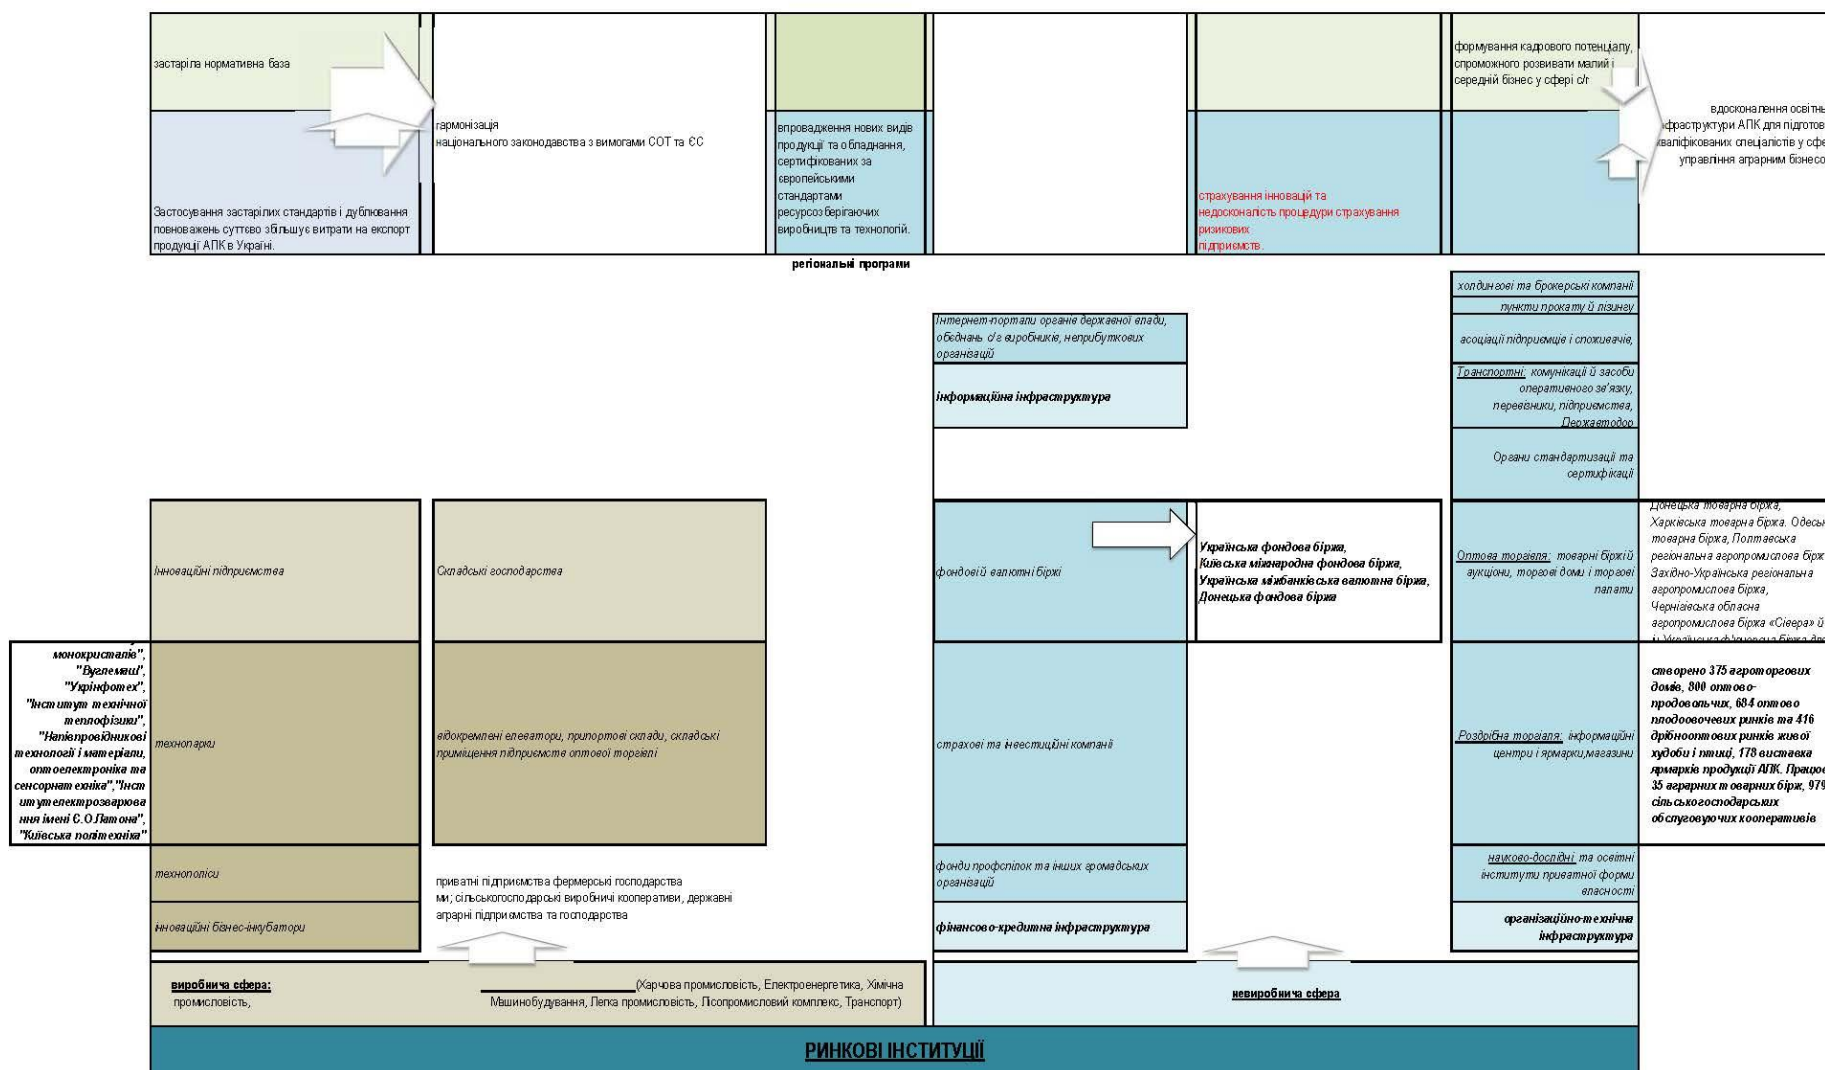 застаріла нормативна база
Застосування застарілих стандартів і дублювання
повноважень суттєво збільшує витрати на експорт
продукції АПК в Україні.
гармонізація
національного законодавства з вимогами СОТ та ЄС
впровадження нових видів
продукції та обладнання,
сертифікованих за
європейськими
стандартами
ресурсозберігаючих
виробництв та технологій.
страхування інновацій та
недосконалість процедури страхування
ризикових
підприємств.
формування кадрового потенціалу,
спроможного розвивати малий і
середній бізнес у сфері с/г
вдосконалення освітнь
фраструктури АПК для підготов
валіфікованих спеціалістів у сфе
управління аграрним бізнесо
регіональні програми
Інтернет-портали органів державної влади,
обєднань с/г виробників, неприбуткових
організацій
інформаційна інфраструктура
холдингові та брокерські компанії
пункти прокату й лізингу
асоціації підприємців і споживачів,
Транспортні: комунікації й засоби
оперативного зв'язку,
перевізники, підприємства,
Державтодор
Органи стандартизації та
сертифікації
Інноваційні підприємства
Складські господарства
фондові й валютні біржі
Українська фондова біржа,
Київська міжнародна фондова біржа,
Українська міжбанківська валютна біржа,
Донецька фондова біржа
Оптова торгівля: товарні біржі й
аукціони, торгові доми і торгові
палати
Донецька товарна біржа,
Харківська товарна біржа. Одеськ
товарна біржа, Полтавська
регіональна агропромислова бірж
Західно-Українська регіональна
агропромислова біржа,
Чернігівська обласна
агропромислова біржа «Сівера» й
монокристалів",
"Вуглемаш",
"Укрінфотех",
"Інститут технічної
теплофізики",
"Напівпровідникові
технології і матеріали,
оптоелектроніка та
сенсорна техніка","Інст
итут електрозварюва
ння імені Є.О.Патона",
"Київська політехніка"
технопарки
відокремлені елеватори, припортові склади, складські
приміщення підприємств оптової торгівлі
страхові та інвестиційні компанії
Роздрібна торгівля: інформаційні
центри і ярмарки,магазини
створено 375 агроторгових
домів, 800 оптово-
продовольчих, 684 оптово
плодоовочевих ринків та 416
дрібнооптових ринків живої
худоби і птиці, 178 виставка
ярмарків продукції АПК. Працює
35 аграрних товарних бірж, 979
сільськогосподарських
обслуговуючих кооперативів
технополіси
приватні підприємства фермерські господарства
ми; сільськогосподарські виробничі кооперативи, державні
аграрні підприємства та господарства
фонди профспілок та інших громадських
організацій
науково-дослідні та освітні
інститути приватної форми
власності
інноваційні бізнес-інкубатори
фінансово-кредитна інфраструктура
організаційно-технічна
інфраструктура
виробнича сфера: (Харчова промисловість, Електроенергетика, Хімічна
промисловість, Машинобудування, Легка промисловість, Лісопромисловий комплекс, Транспорт)
невиробнича сфера
РИНКОВІ ІНСТИТУЦІЇ